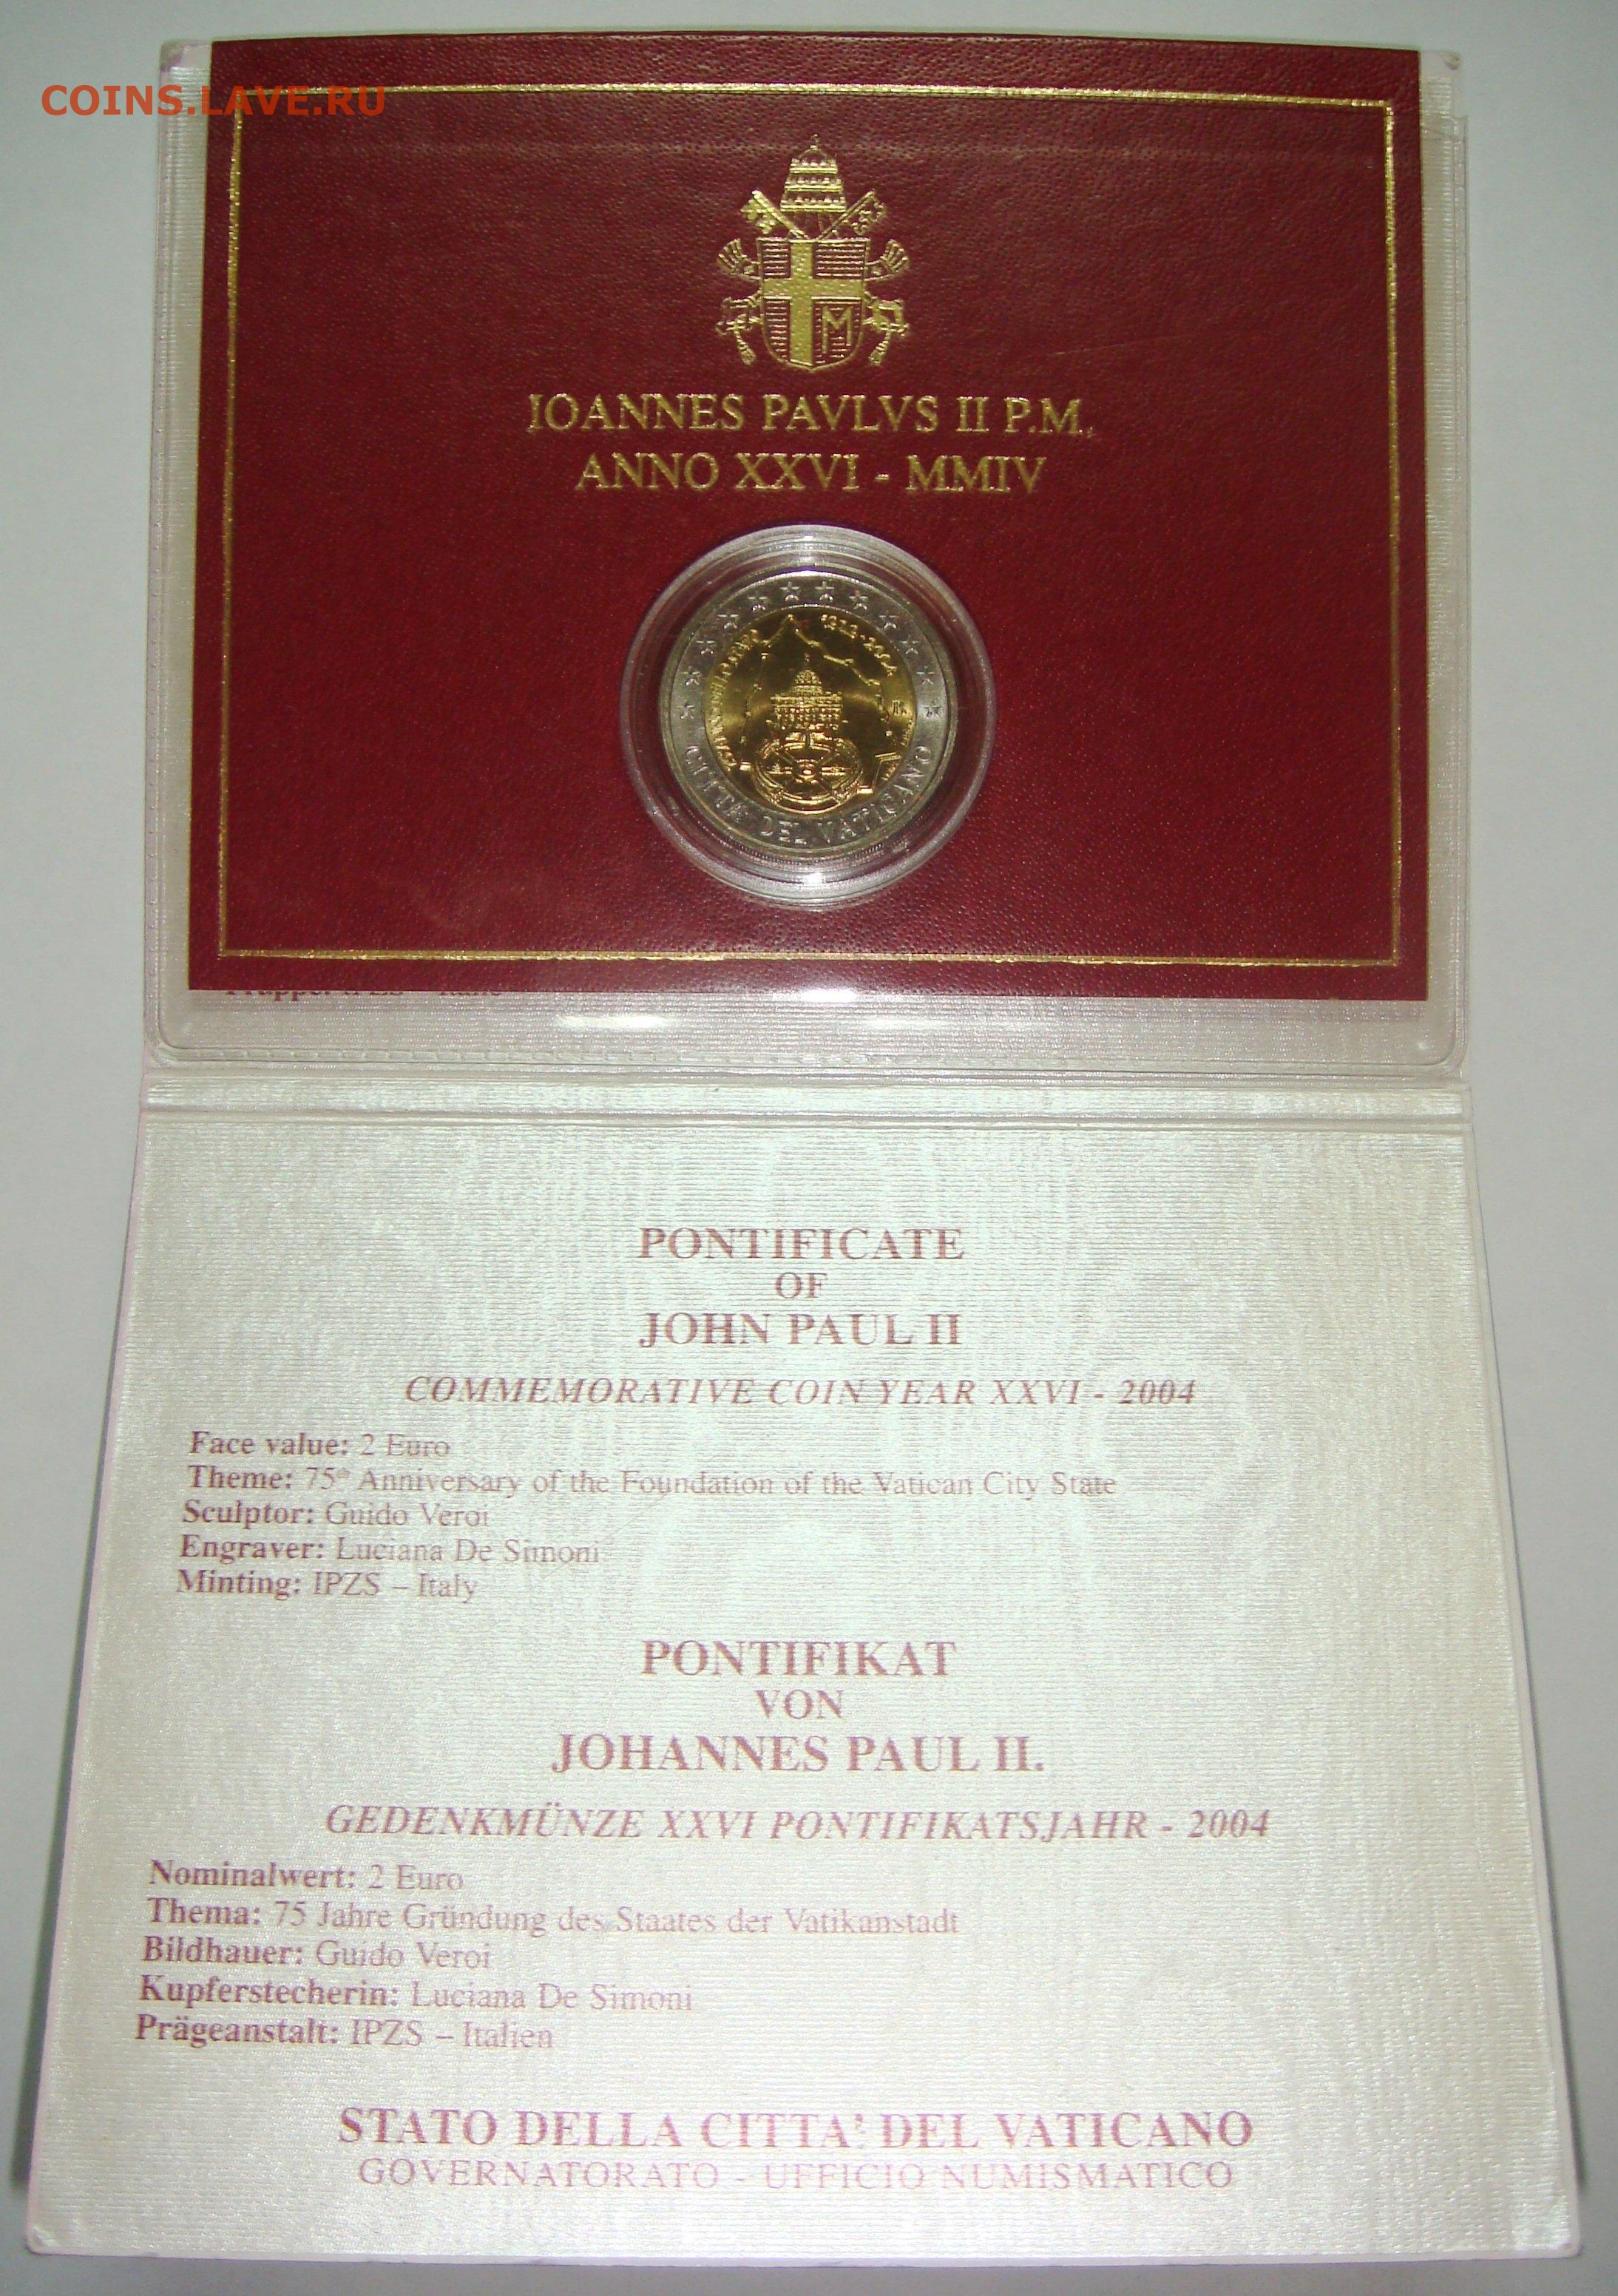 COINS.LAVE.RU
IOANNES PAVLVS II P.M.
ANNO XXVI - MMIV
1929 - 2004
CITTA' DEL VATICANO
PONTIFICATE
OF
JOHN PAUL II
COMMEMORATIVE COIN YEAR XXVI - 2004
Face value: 2 Euro
Theme: 75th Anniversary of the Foundation of the Vatican City State
Sculptor: Guido Veroi
Engraver: Luciana De Simoni
Minting: IPZS – Italy
PONTIFIKAT
VON
JOHANNES PAUL II.
GEDENKMÜNZE XXVI PONTIFIKATSJAHR - 2004
Nominalwert: 2 Euro
Thema: 75 Jahre Gründung des Staates der Vatikanstadt
Bildhauer: Guido Veroi
Kupferstecherin: Luciana De Simoni
Prägeanstalt: IPZS – Italien
STATO DELLA CITTA' DEL VATICANO
GOVERNATORATO - UFFICIO NUMISMATICO